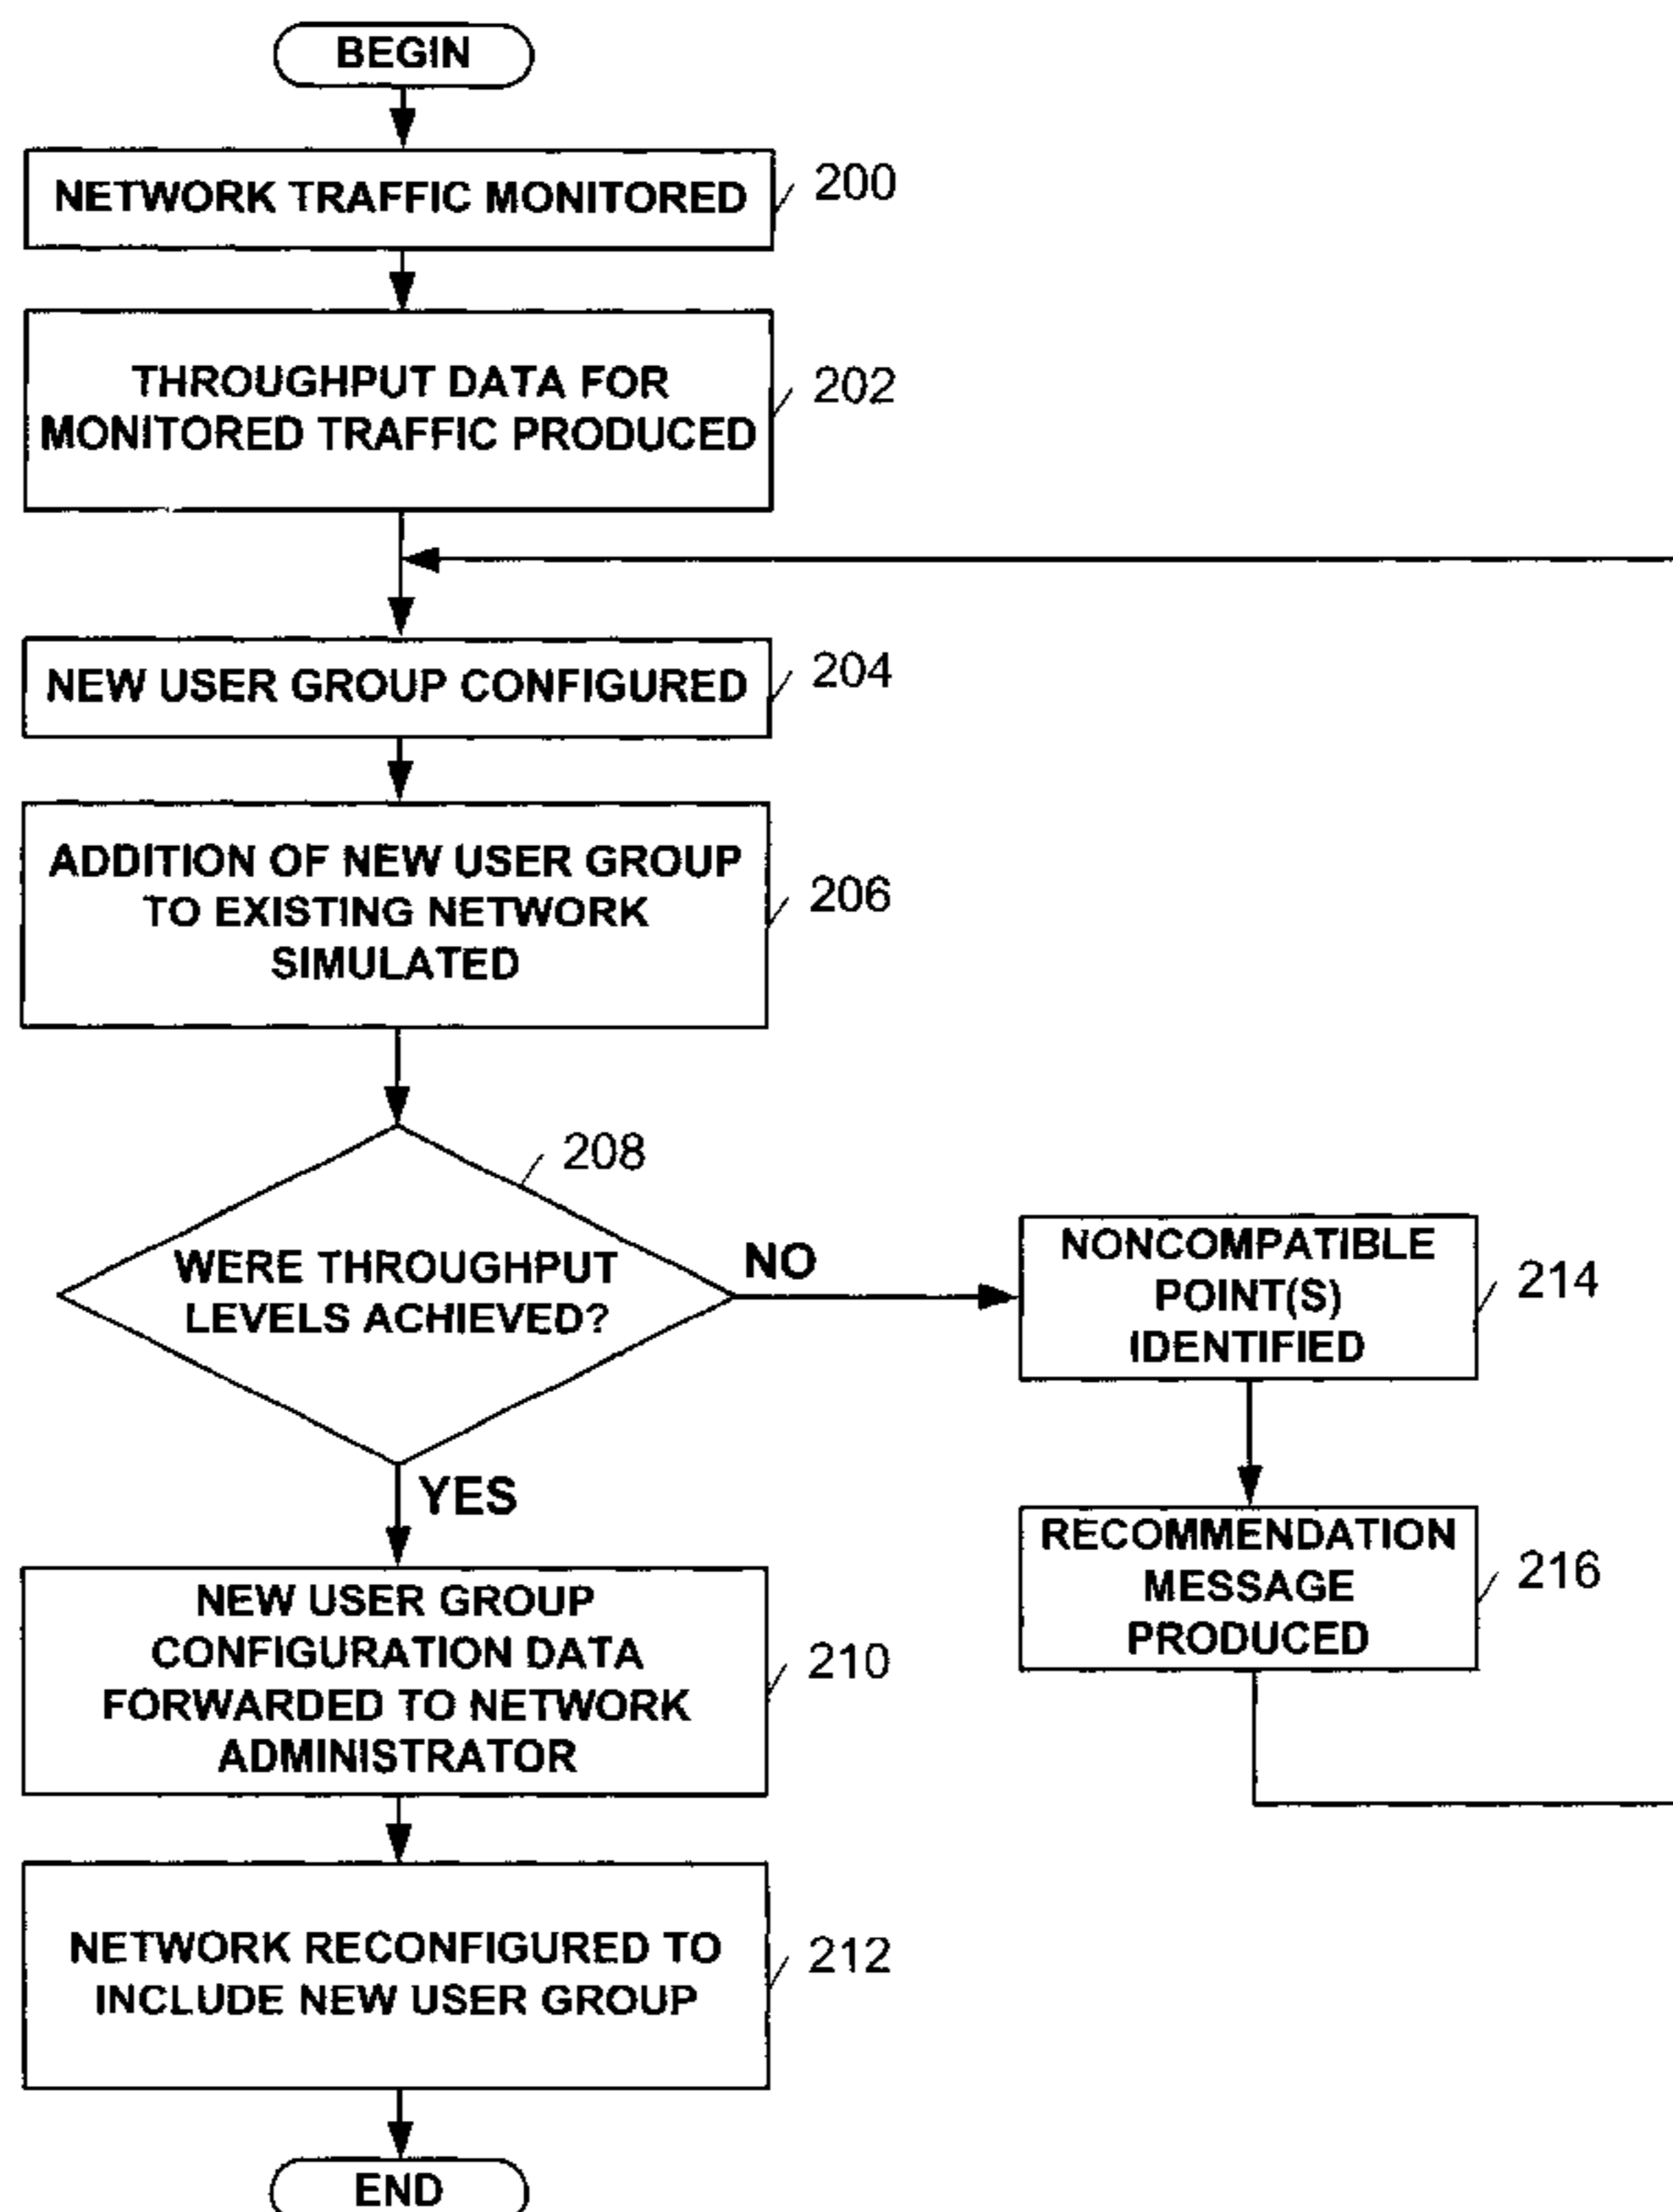 BEGIN
NETWORK TRAFFIC MONITORED
200
THROUGHPUT DATA FOR
MONITORED TRAFFIC PRODUCED
202
NEW USER GROUP CONFIGURED
204
ADDITION OF NEW USER GROUP
TO EXISTING NETWORK
SIMULATED
206
208
WERE THROUGHPUT
LEVELS ACHIEVED?
NO
NONCOMPATIBLE
POINT(S)
IDENTIFIED
214
YES
RECOMMENDATION
MESSAGE
PRODUCED
216
NEW USER GROUP
CONFIGURATION DATA
FORWARDED TO NETWORK
ADMINISTRATOR
210
NETWORK RECONFIGURED TO
INCLUDE NEW USER GROUP
212
END